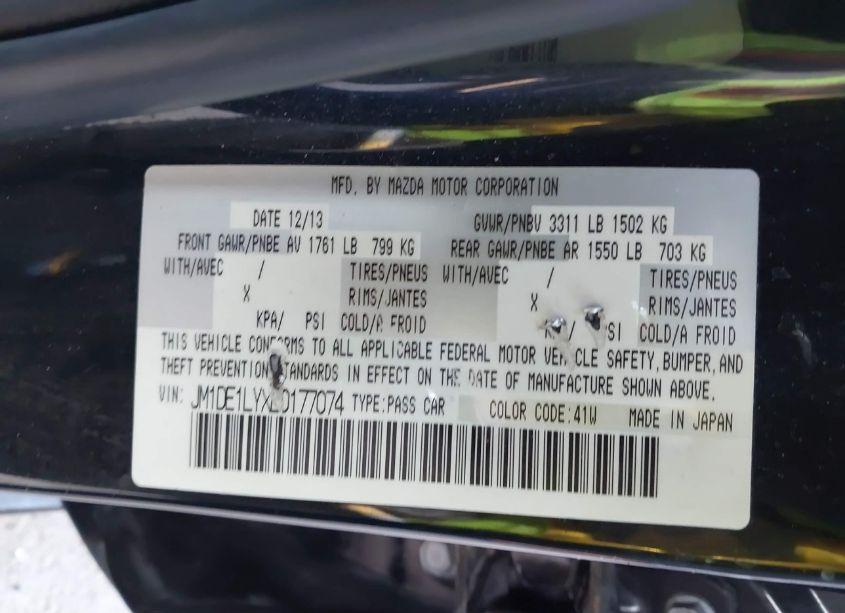 MFD. BY MAZDA MOTOR CORPORATION
DATE 12/13 GVWR/PNBV 3311 LB 1502 KG
FRONT GAWR/PNBE AV 1761 LB 799 KG REAR GAWR/PNBE AR 1550 LB 703 KG
WITH/AVEC / TIRES/PNEUS WITH/AVEC / TIRES/PNEUS
X RIMS/JANTES X RIMS/JANTES
KPA/ PSI COLD/A FROID / PSI COLD/A FROID
THIS VEHICLE CONFORMS TO ALL APPLICABLE FEDERAL MOTOR VEHICLE SAFETY, BUMPER, AND
THEFT PREVENTION STANDARDS IN EFFECT ON THE DATE OF MANUFACTURE SHOWN ABOVE.
VIN: TYPE:PASS CAR COLOR CODE:41W MADE IN JAPAN